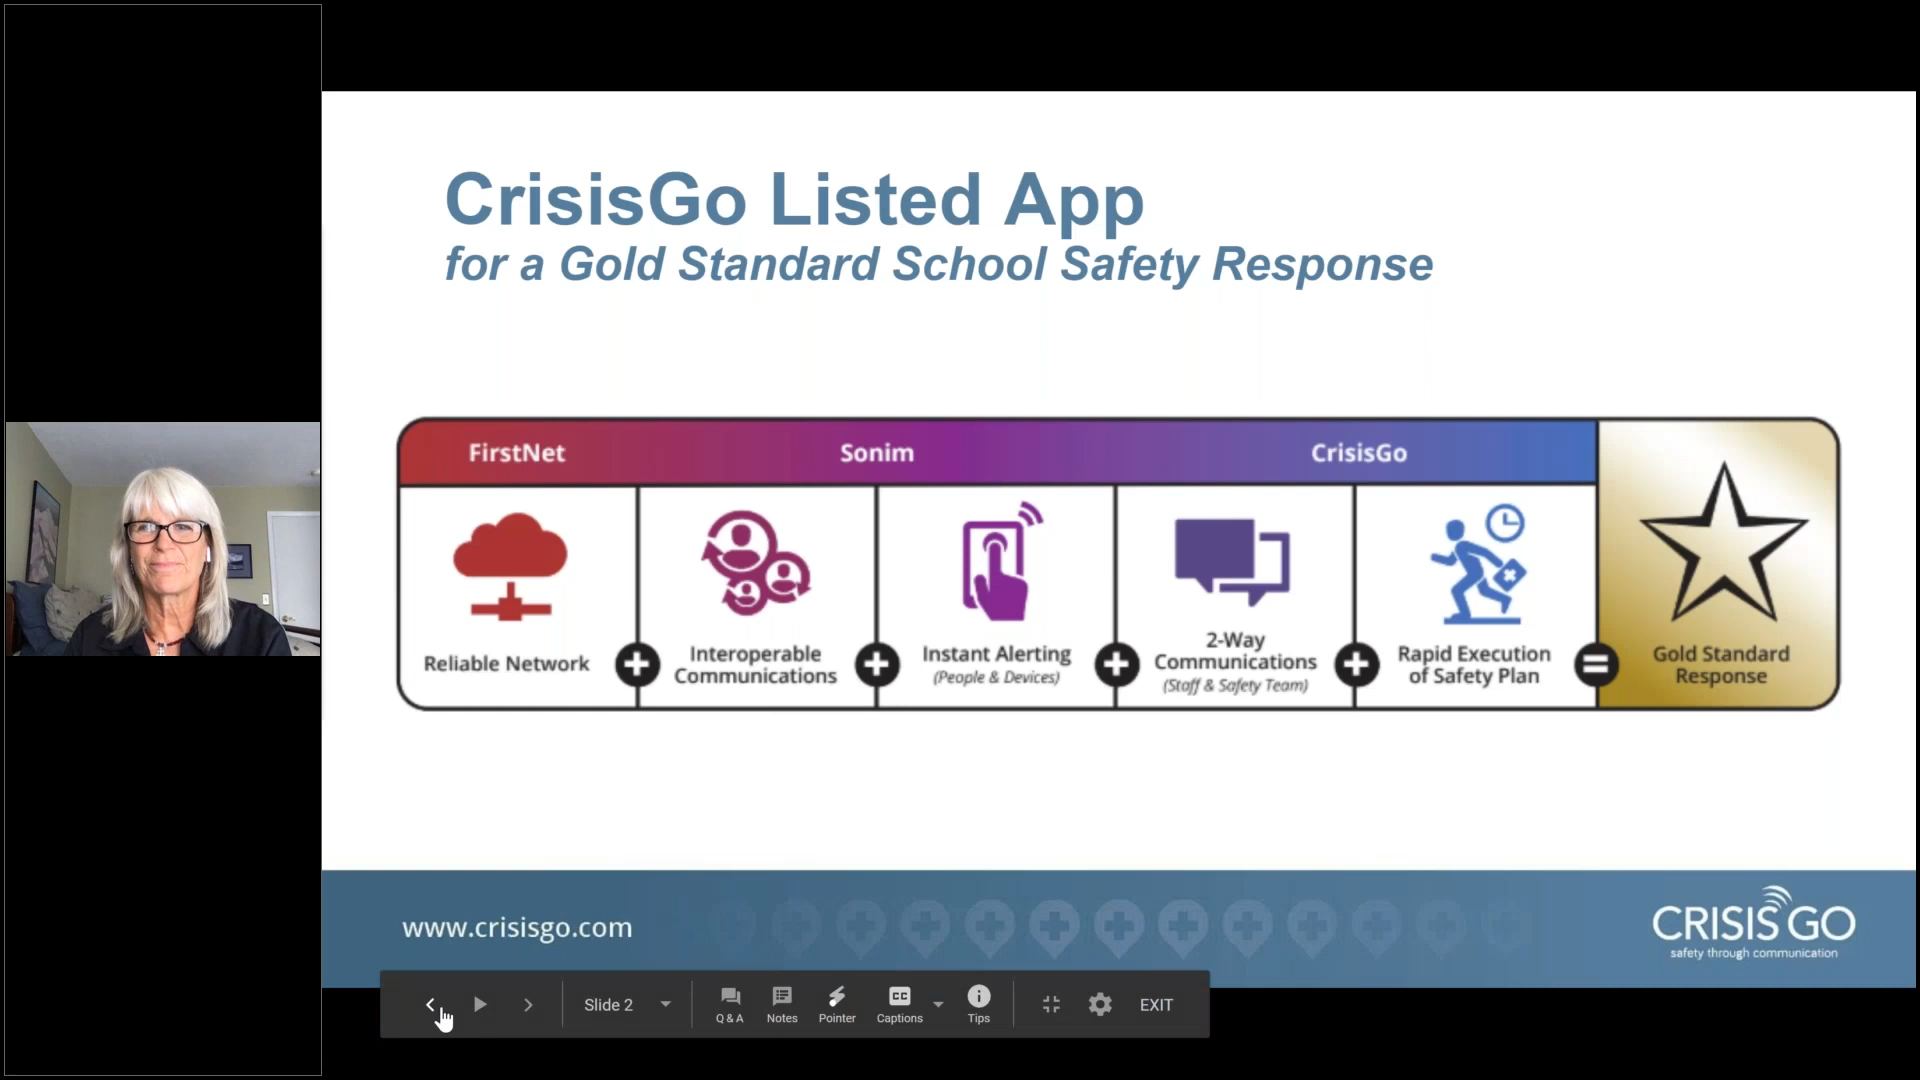 CrisisGo Listed App
for a Gold Standard School Safety Response
FirstNet
Sonim
CrisisGo
Reliable Network
Interoperable
Communications
Instant Alerting
(People & Devices)
2-Way
Communications
(Staff & Safety Team)
Rapid Execution
of Safety Plan
Gold Standard
Response
www.crisisgo.com
CRISIS GO
safety through communication
Slide 2
Q & A
Notes
Pointer
CC
Captions
Tips
EXIT